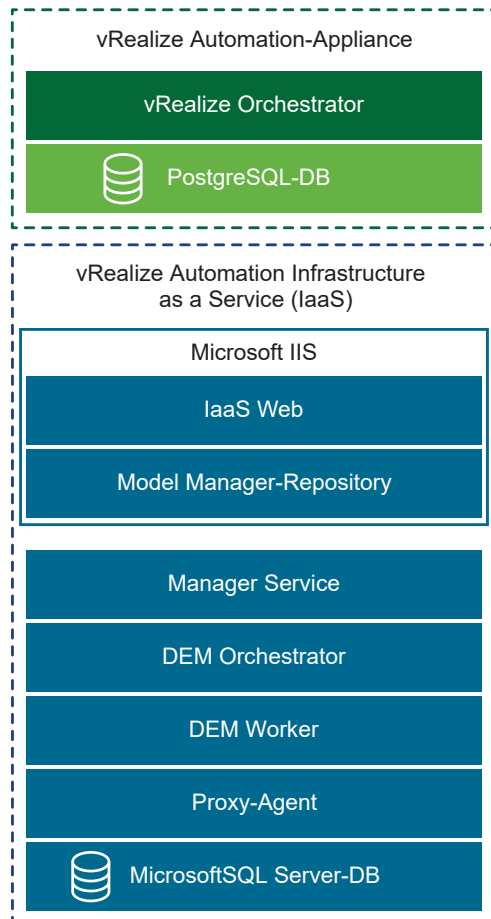 vRealize Automation-Appliance
vRealize Orchestrator
PostgreSQL-DB
vRealize Automation Infrastructure
as a Service (IaaS)
Microsoft IIS
IaaS Web
Model Manager-Repository
Manager Service
DEM Orchestrator
DEM Worker
Proxy-Agent
MicrosoftSQL Server-DB